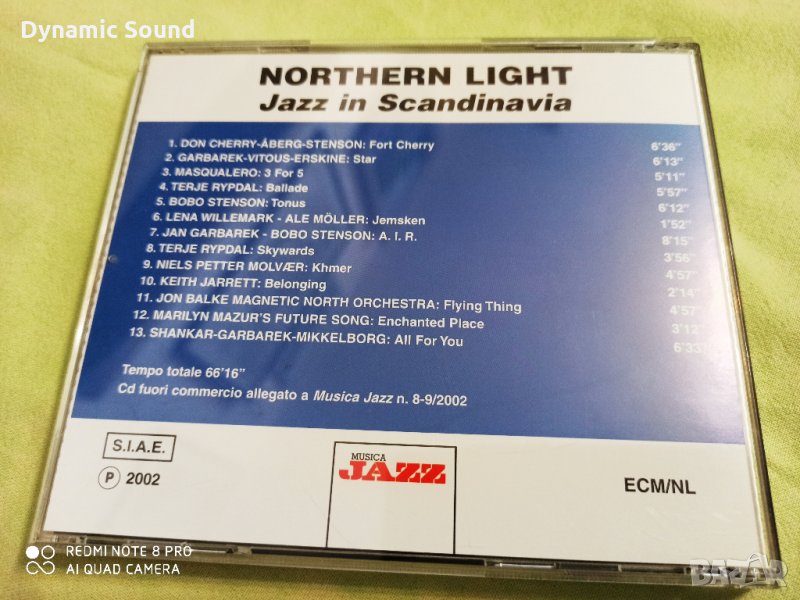 Dynamic Sound
NORTHERN LIGHT
Jazz in Scandinavia
1. DON CHERRY-ÅBERG-STENSON: Fort Cherry 6'36"
2. GARBAREK-VITOUS-ERSKINE: Star 6'13"
3. MASQUALERO: 3 For 5 5'11"
4. TERJE RYPDAL: Ballade 5'57"
5. BOBO STENSON: Tonus 6'12"
6. LENA WILLEMARK - ALE MÖLLER: Jemsken 1'52"
7. JAN GARBAREK - BOBO STENSON: A. I. R. 8'15"
8. TERJE RYPDAL: Skywards 3'56"
9. NIELS PETTER MOLVÆR: Khmer 4'57"
10. KEITH JARRETT: Belonging 2'14"
11. JON BALKE MAGNETIC NORTH ORCHESTRA: Flying Thing 4'57"
12. MARILYN MAZUR'S FUTURE SONG: Enchanted Place 3'12"
13. SHANKAR-GARBAREK-MIKKELBORG: All For You 6'33"
Tempo totale 66'16"
Cd fuori commercio allegato a Musica Jazz n. 8-9/2002
S.I.A.E.
P 2002
MUSICA
JAZZ
ECM/NL
REDMI NOTE 8 PRO
AI QUAD CAMERA
BAZAR